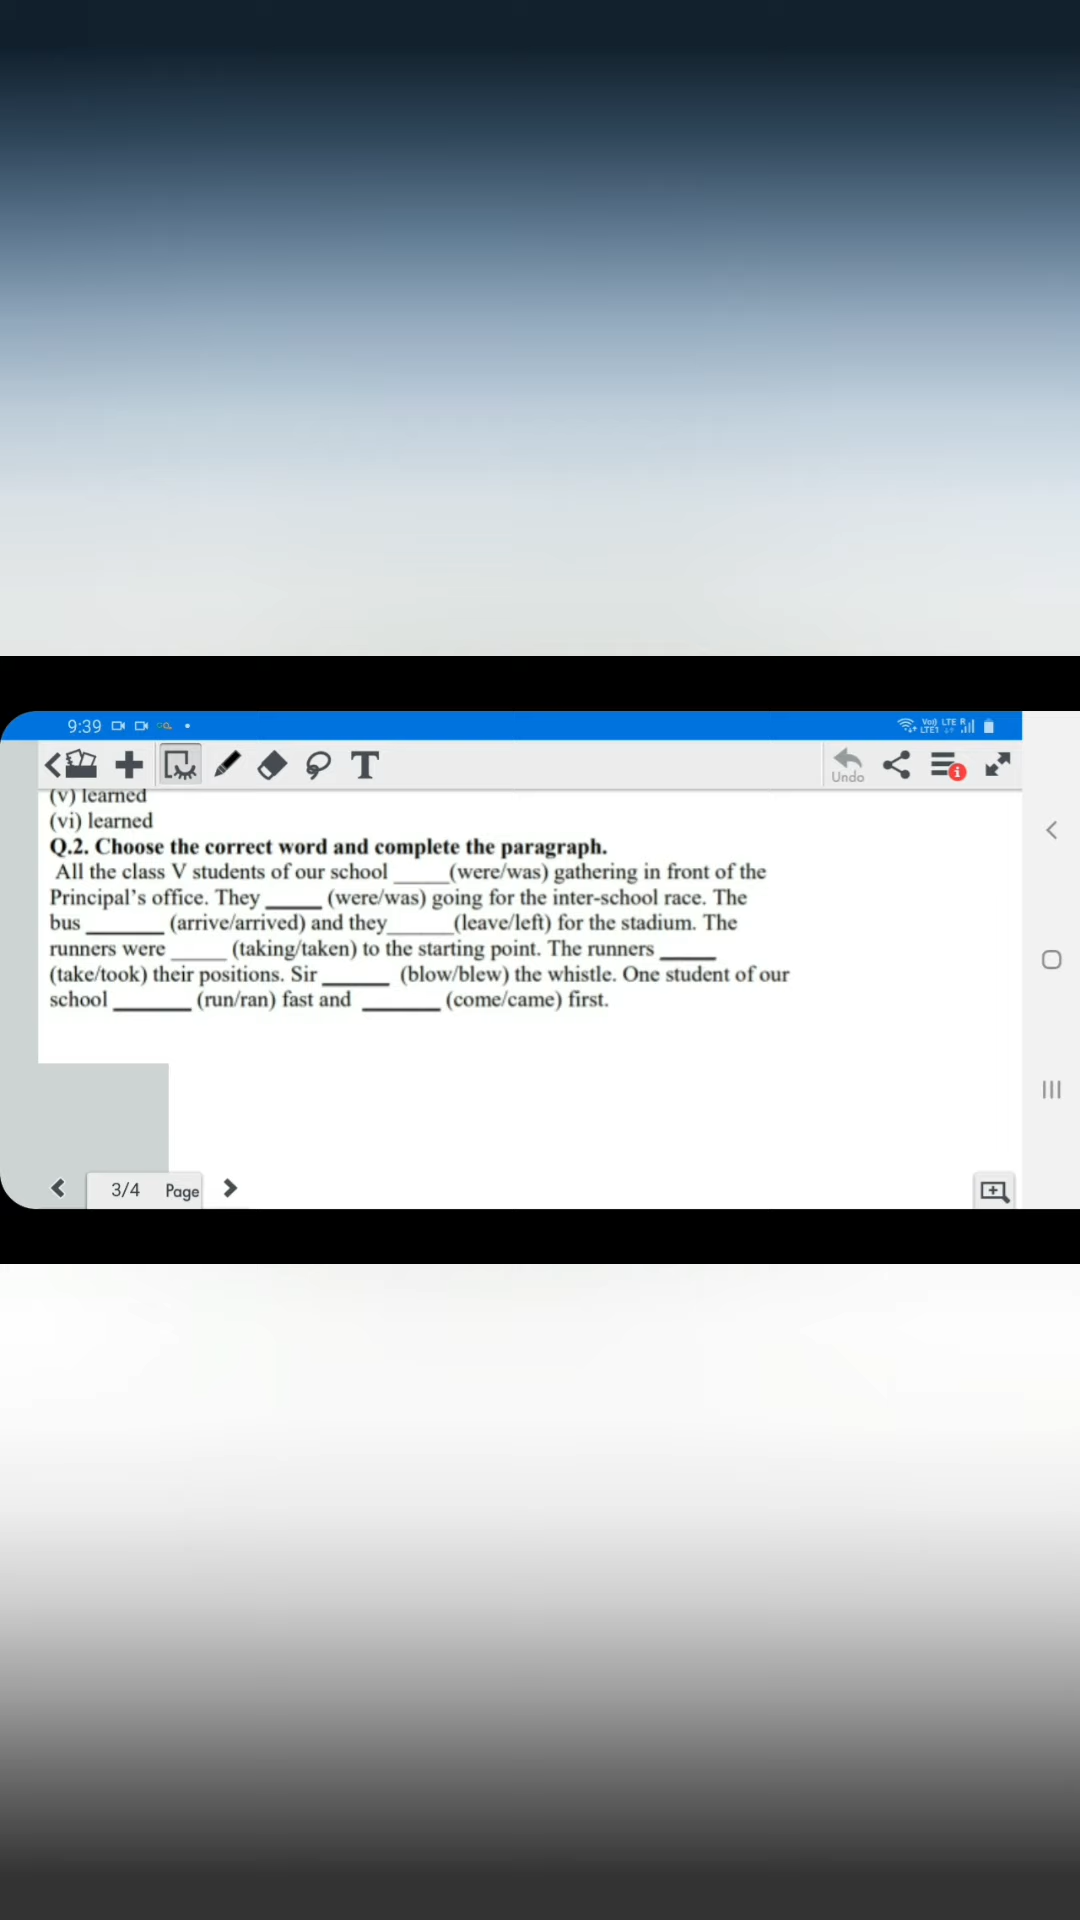 9:39
Vo) LTE R
LTE1
Undo
(v) learned
(vi) learned
Q.2. Choose the correct word and complete the paragraph.
All the class V students of our school _____(were/was) gathering in front of the
Principal's office. They _____ (were/was) going for the inter-school race. The
bus _______ (arrive/arrived) and they______(leave/left) for the stadium. The
runners were _____ (taking/taken) to the starting point. The runners _____
(take/took) their positions. Sir ______ (blow/blew) the whistle. One student of our
school _______ (run/ran) fast and _______ (come/came) first.
3/4 Page